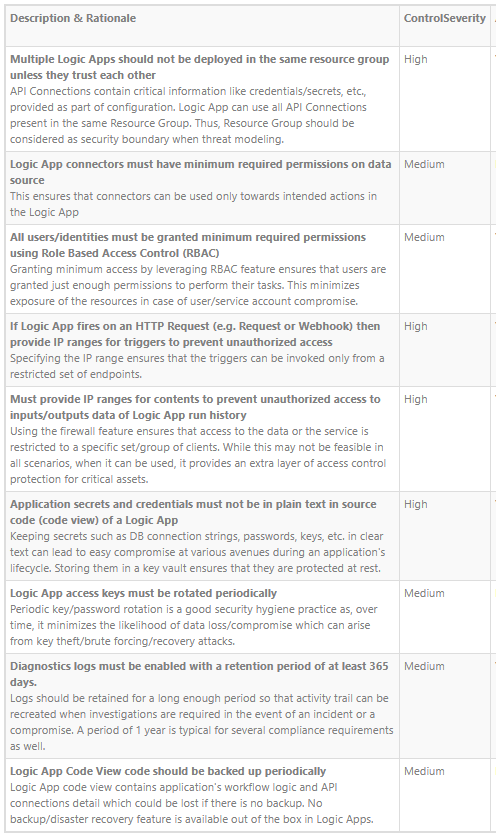 Description & Rationale ControlSeverity
Multiple Logic Apps should not be deployed in the same resource group High
unless they trust each other
API Connections contain critical information like credentials/secrets, etc.,
provided as part of configuration. Logic App can use all API Connections
present in the same Resource Group. Thus, Resource Group should be
considered as security boundary when threat modeling.
Logic App connectors must have minimum required permissions on data Medium
source
This ensures that connectors can be used only towards intended actions in
the Logic App
All users/identities must be granted minimum required permissions Medium
using Role Based Access Control (RBAC)
Granting minimum access by leveraging RBAC feature ensures that users are
granted just enough permissions to perform their tasks. This minimizes
exposure of the resources in case of user/service account compromise.
If Logic App fires on an HTTP Request (e.g. Request or Webhook) then High
provide IP ranges for triggers to prevent unauthorized access
Specifying the IP range ensures that the triggers can be invoked only from a
restricted set of endpoints.
Must provide IP ranges for contents to prevent unauthorized access to High
inputs/outputs data of Logic App run history
Using the firewall feature ensures that access to the data or the service is
restricted to a specific set/group of clients. While this may not be feasible in
all scenarios, when it can be used, it provides an extra layer of access control
protection for critical assets.
Application secrets and credentials must not be in plain text in source High
code (code view) of a Logic App
Keeping secrets such as DB connection strings, passwords, keys, etc. in clear
text can lead to easy compromise at various avenues during an application's
lifecycle. Storing them in a key vault ensures that they are protected at rest.
Logic App access keys must be rotated periodically Medium
Periodic key/password rotation is a good security hygiene practice as, over
time, it minimizes the likelihood of data loss/compromise which can arise
from key theft/brute forcing/recovery attacks.
Diagnostics logs must be enabled with a retention period of at least 365 Medium
days.
Logs should be retained for a long enough period so that activity trail can be
recreated when investigations are required in the event of an incident or a
compromise. A period of 1 year is typical for several compliance requirements
as well.
Logic App Code View code should be backed up periodically Medium
Logic App code view contains application's workflow logic and API
connections detail which could be lost if there is no backup. No
backup/disaster recovery feature is available out of the box in Logic Apps.